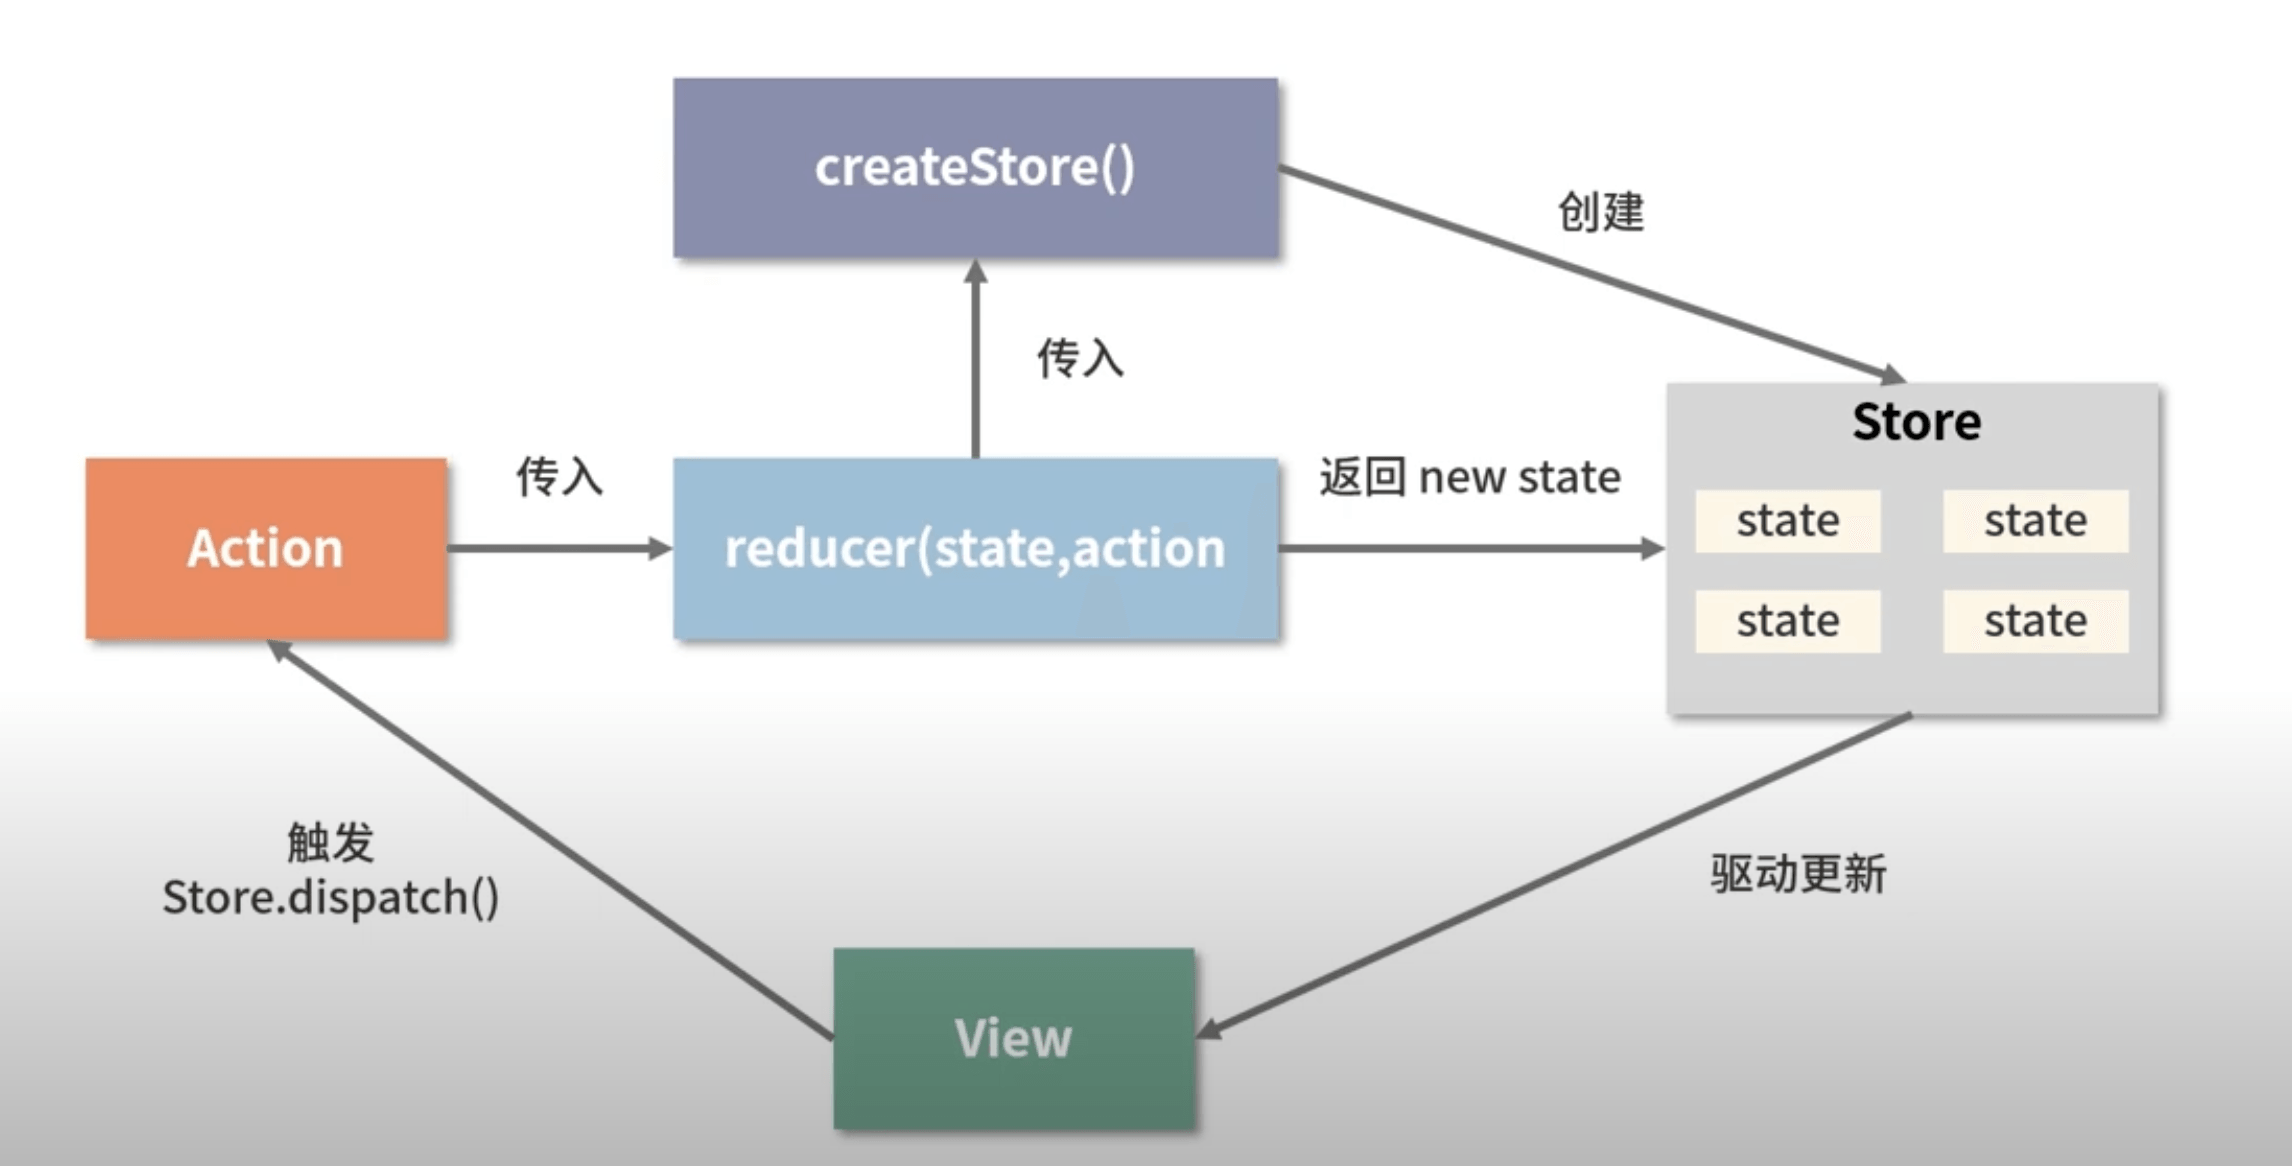 createStore()
创建
传入
Store
传入
返回 new state
state
state
Action
reducer(state,action
state
state
触发
Store.dispatch()
驱动更新
View